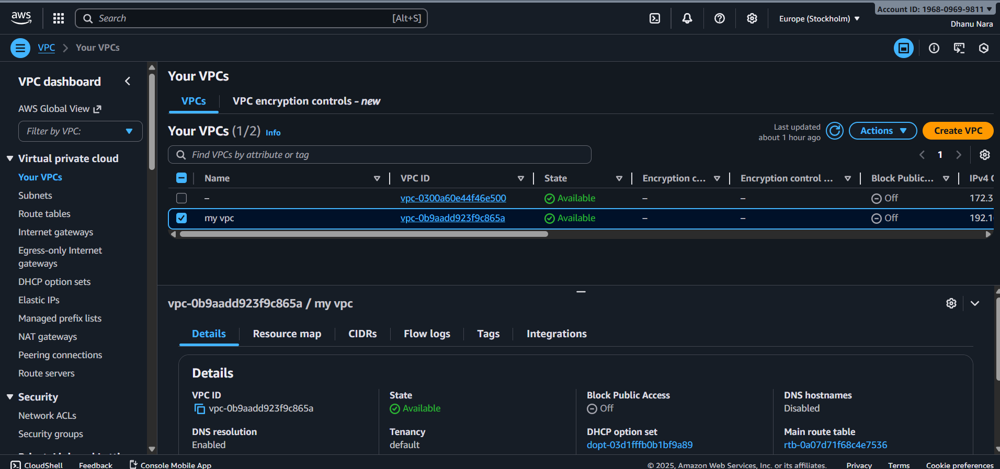 aws
Search
[Alt+S]
Europe (Stockholm)
Account ID: 1968-0969-9811
Dhanu Nara
VPC
Your VPCs
VPC dashboard
AWS Global View
Filter by VPC:
Virtual private cloud
Your VPCs
Subnets
Route tables
Internet gateways
Egress-only Internet
gateways
DHCP option sets
Elastic IPs
Managed prefix lists
NAT gateways
Peering connections
Route servers
Security
Network ACLs
Security groups
Your VPCs
VPCs
VPC encryption controls - new
Your VPCs (1/2) Info
Last updated
about 1 hour ago
Actions
Create VPC
Find VPCs by attribute or tag
1
Name VPC ID State Encryption c... Encryption control ... Block Public... IPv4 C
– vpc-0300a60e44f46e500 Available – – Off 172.3
my vpc vpc-0b9aadd923f9c865a Available – – Off 192.1
vpc-0b9aadd923f9c865a / my vpc
Details Resource map CIDRs Flow logs Tags Integrations
Details
VPC ID
vpc-0b9aadd923f9c865a
State
Available
Block Public Access
Off
DNS hostnames
Disabled
DNS resolution
Enabled
Tenancy
default
DHCP option set
dopt-03d1fffb0b1bf9a89
Main route table
rtb-0a07d71f68c4e7536
CloudShell Feedback Console Mobile App
© 2025, Amazon Web Services, Inc. or its affiliates. Privacy Terms Cookie preferences